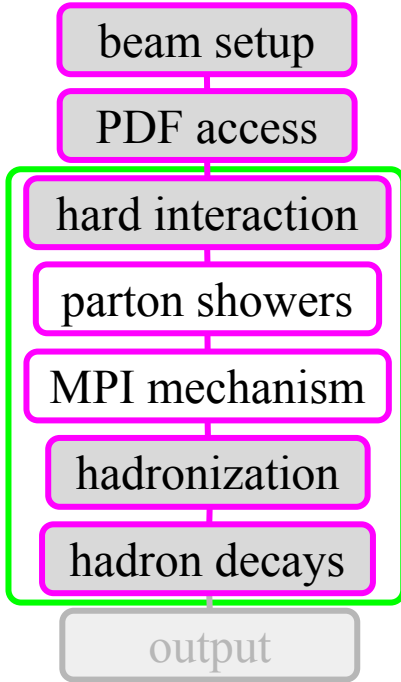 beam setup
PDF access
hard interaction
parton showers
MPI mechanism
hadronization
hadron decays
output